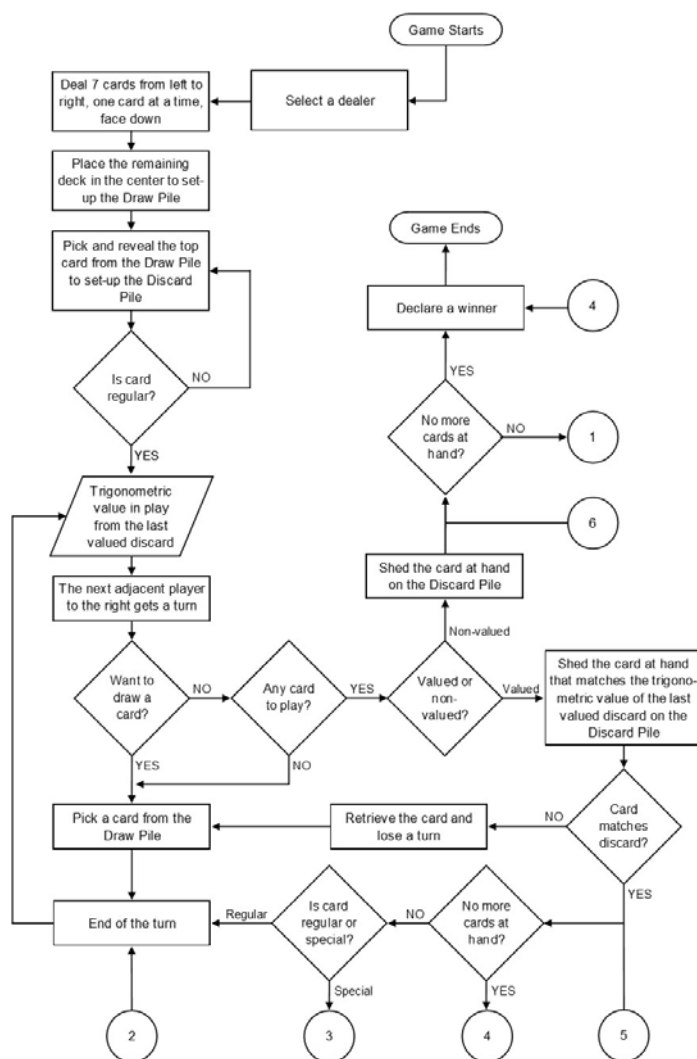 Game Starts
Select a dealer
Deal 7 cards from left to
right, one card at a time,
face down
Place the remaining
deck in the center to set-
up the Draw Pile
Pick and reveal the top
card from the Draw Pile
to set-up the Discard
Pile
Is card
regular?
NO
YES
Trigonometric
value in play
from the last
valued discard
The next adjacent player
to the right gets a turn
Want to
draw a
card?
NO
YES
Any card
to play?
YES
NO
Valued or
non-
valued?
Non-valued
Valued
Shed the card at hand
on the Discard Pile
6
No more
cards at
hand?
NO
1
YES
Declare a winner
4
Game Ends
Shed the card at hand
that matches the trigono-
metric value of the last
valued discard on the
Discard Pile
Card
matches
discard?
NO
YES
Retrieve the card and
lose a turn
Pick a card from the
Draw Pile
End of the turn
Regular
Is card
regular or
special?
NO
No more
cards at
hand?
Special
YES
2
3
4
5